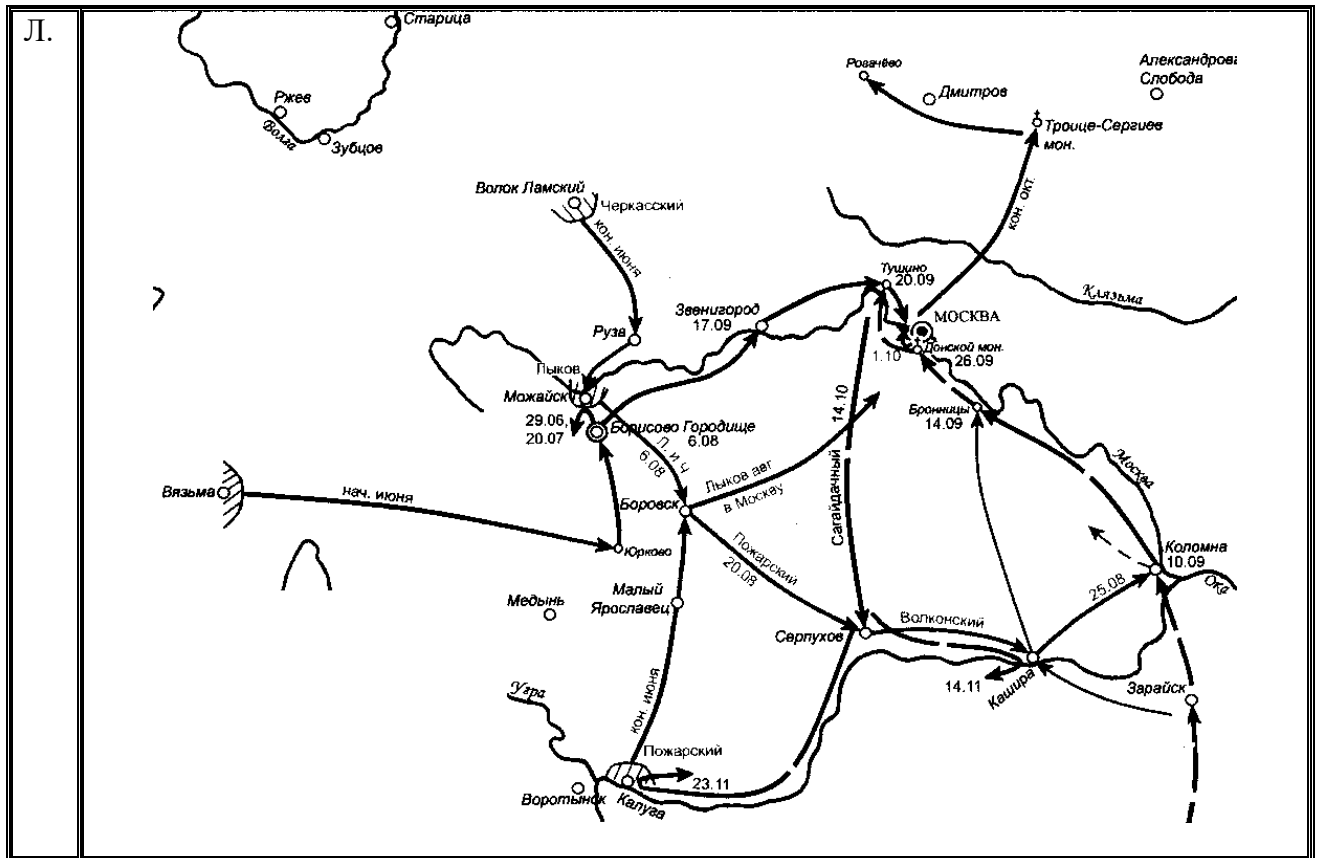 Л.
Старица
Ржев
Волга
Зубцов
Рогачёво
Дмитров
Александрова
Слобода
Троице-Сергиев
мон.
Волок Ламский
Черкасский
кон. июня
кон. окт.
Клязьма
Тушино
20.09
Звенигород
17.09
МОСКВА
Донской мон.
26.09
1.10
Руза
Лыков
Можайск
29.06,
20.07
Борисово Городище
6.08
Л. и Ч
6.08
14.10
Сагайдачный
Бронницы
14.09
Москва
Вязьма
нач. июня
Юрково
Боровск
Лыков авг
в Москву
Пожарский
20.08
Коломна
10.09
Ока
25.08
Медынь
Малый
Ярославец
Серпухов
Волконский
Кашира
14.11
Зарайск
Угра
кон. июня
Пожарский
23.11
Воротынск
Калуга